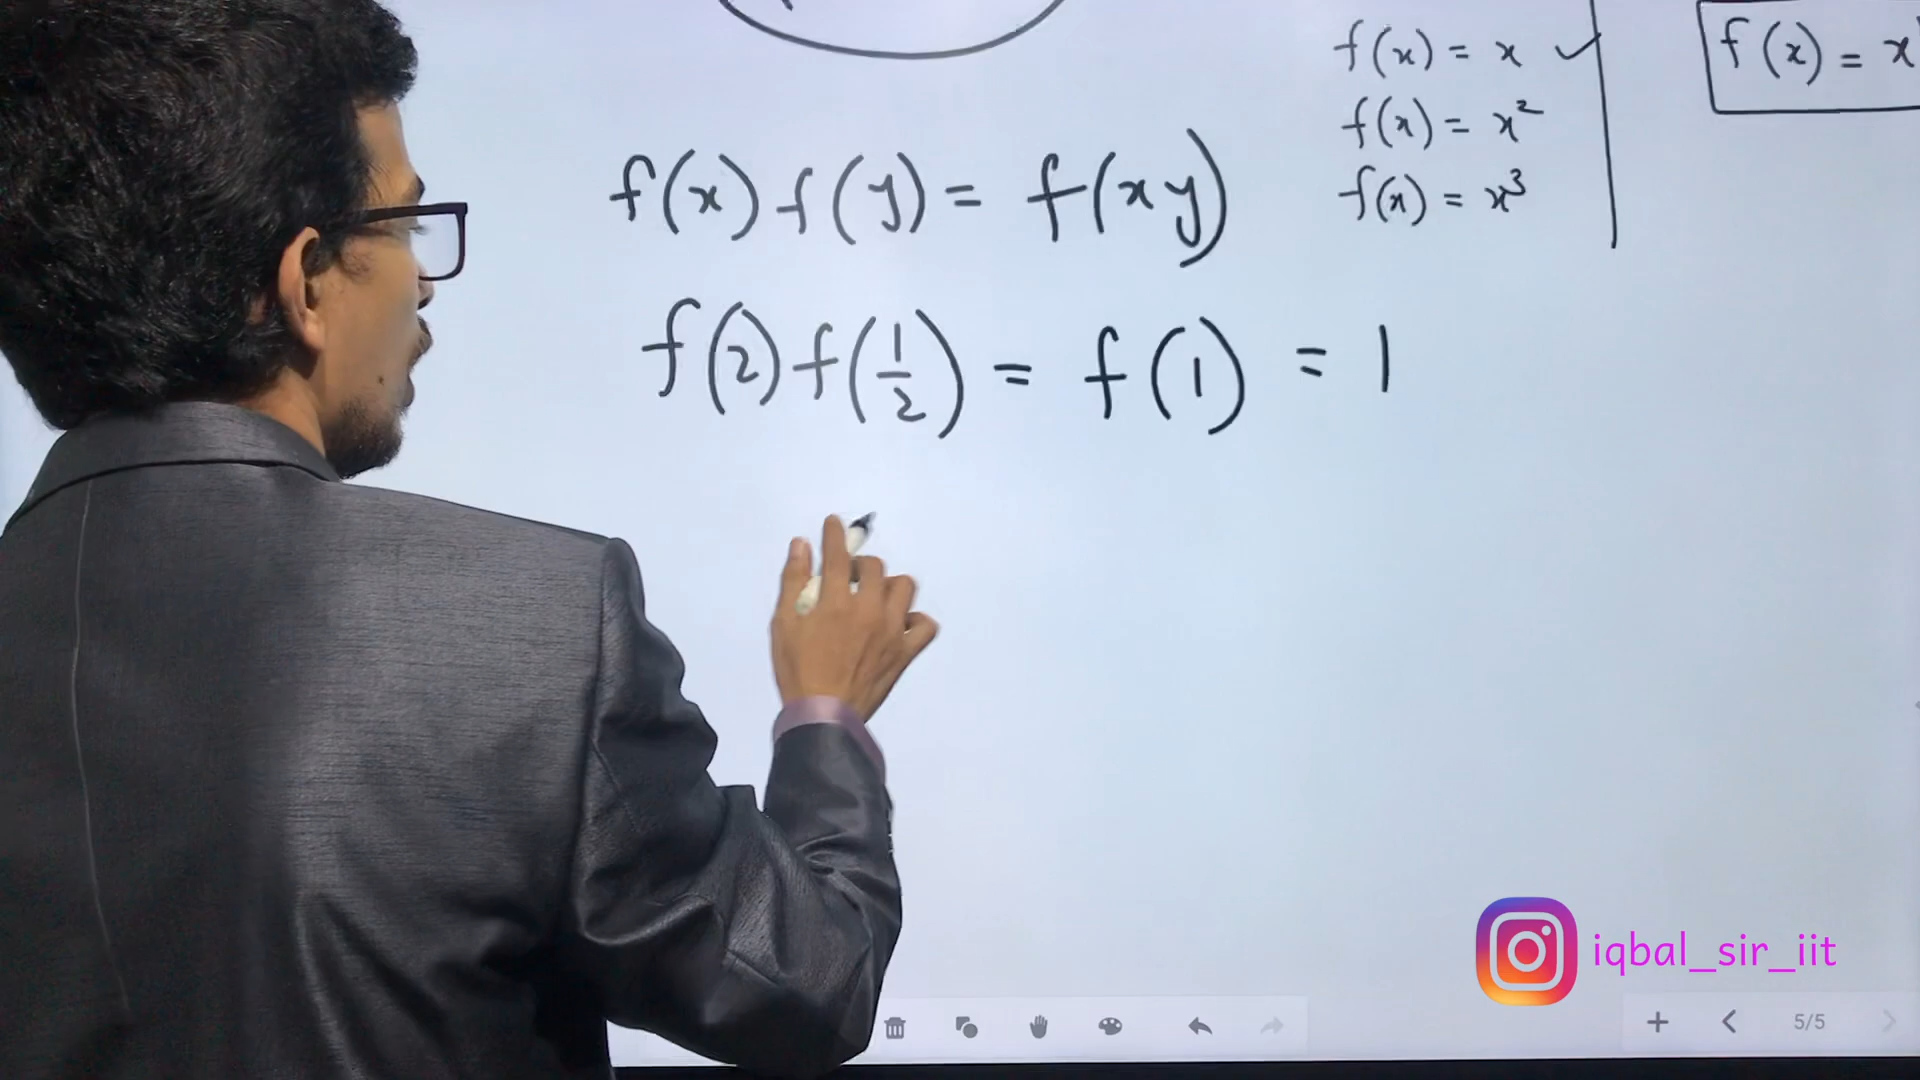 f(x) = x ✓
f(x) = x²
f(x) = x³
f(x) = x
f(x) f(y) = f(xy)
f(2) f(1/2) = f(1) = 1
iqbal_sir_iit
5/5